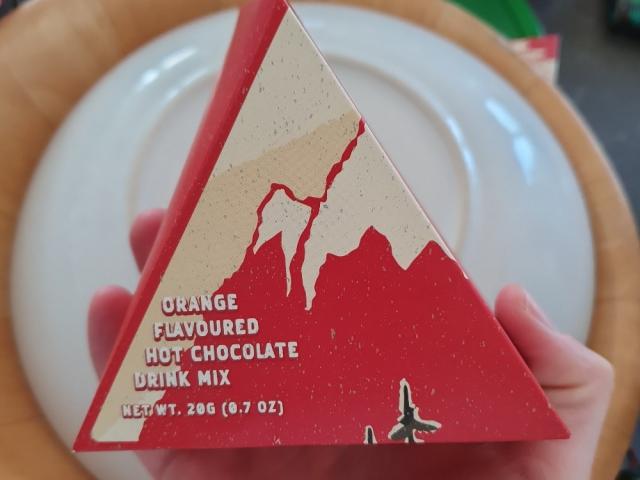 ORANGE
FLAVOURED
HOT CHOCOLATE
DRINK MIX
NET WT. 20G (0.7 OZ)